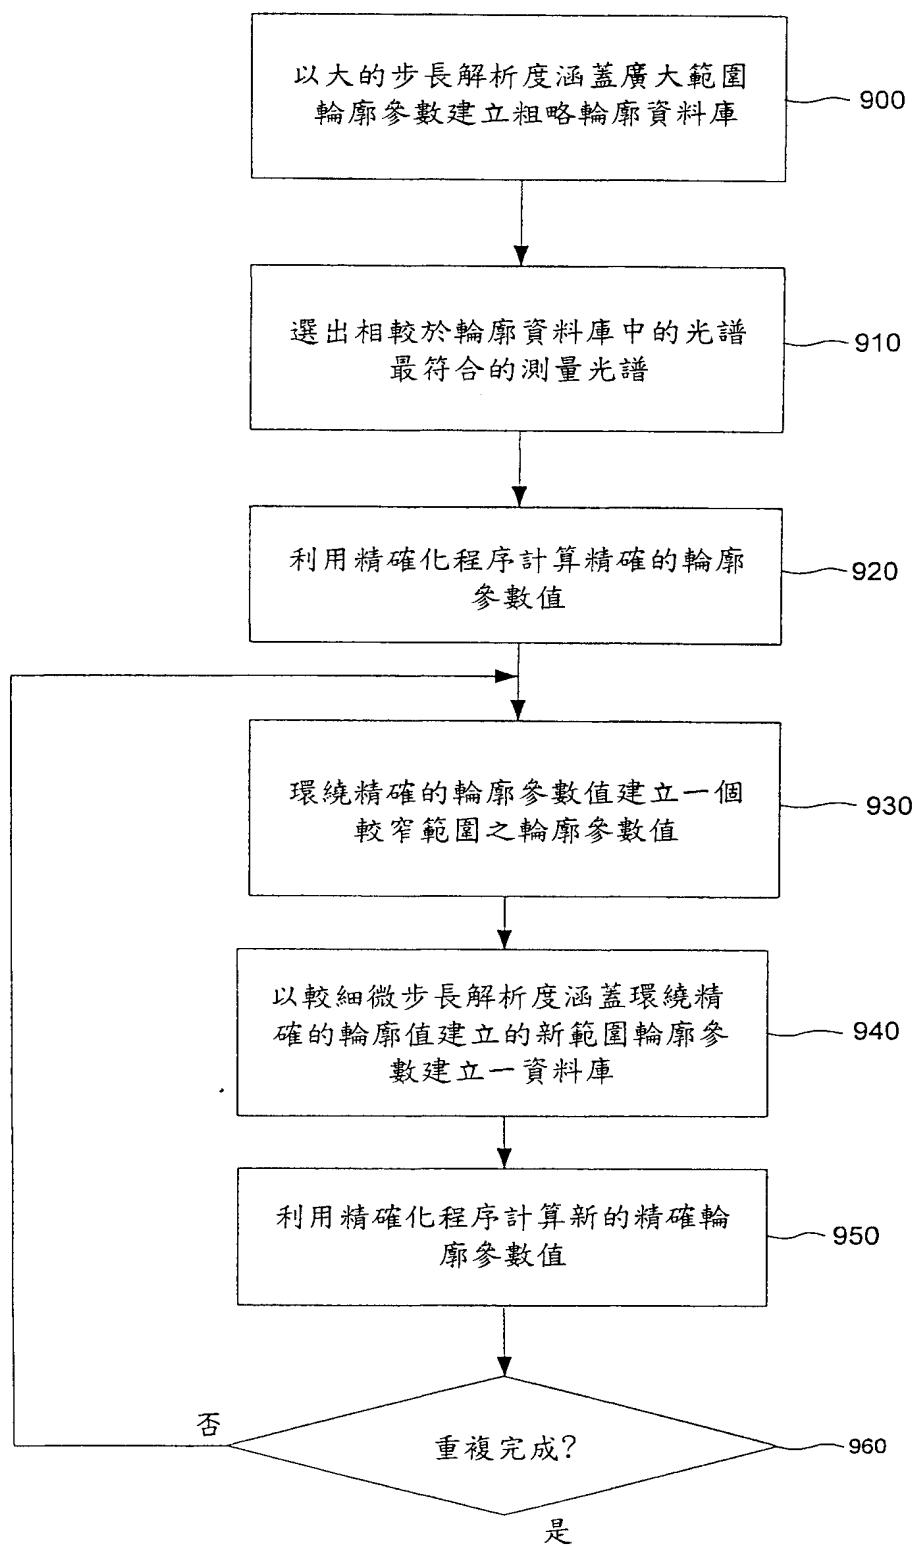 以大的步長解析度涵蓋廣大範圍
輪廓參數建立粗略輪廓資料庫
900
選出相較於輪廓資料庫中的光譜
最符合的測量光譜
910
利用精確化程序計算精確的輪廓
參數值
920
環繞精確的輪廓參數值建立一個
較窄範圍之輪廓參數值
930
以較細微步長解析度涵蓋環繞精
確的輪廓值建立的新範圍輪廓參
數建立一資料庫
940
利用精確化程序計算新的精確輪
廓參數值
950
否
重複完成?
960
是